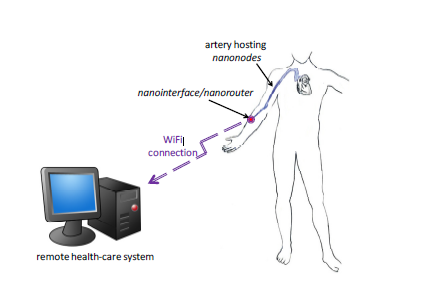 artery hosting
nanonodes
nanointerface/nanorouter
WiFi
connection
remote health-care system